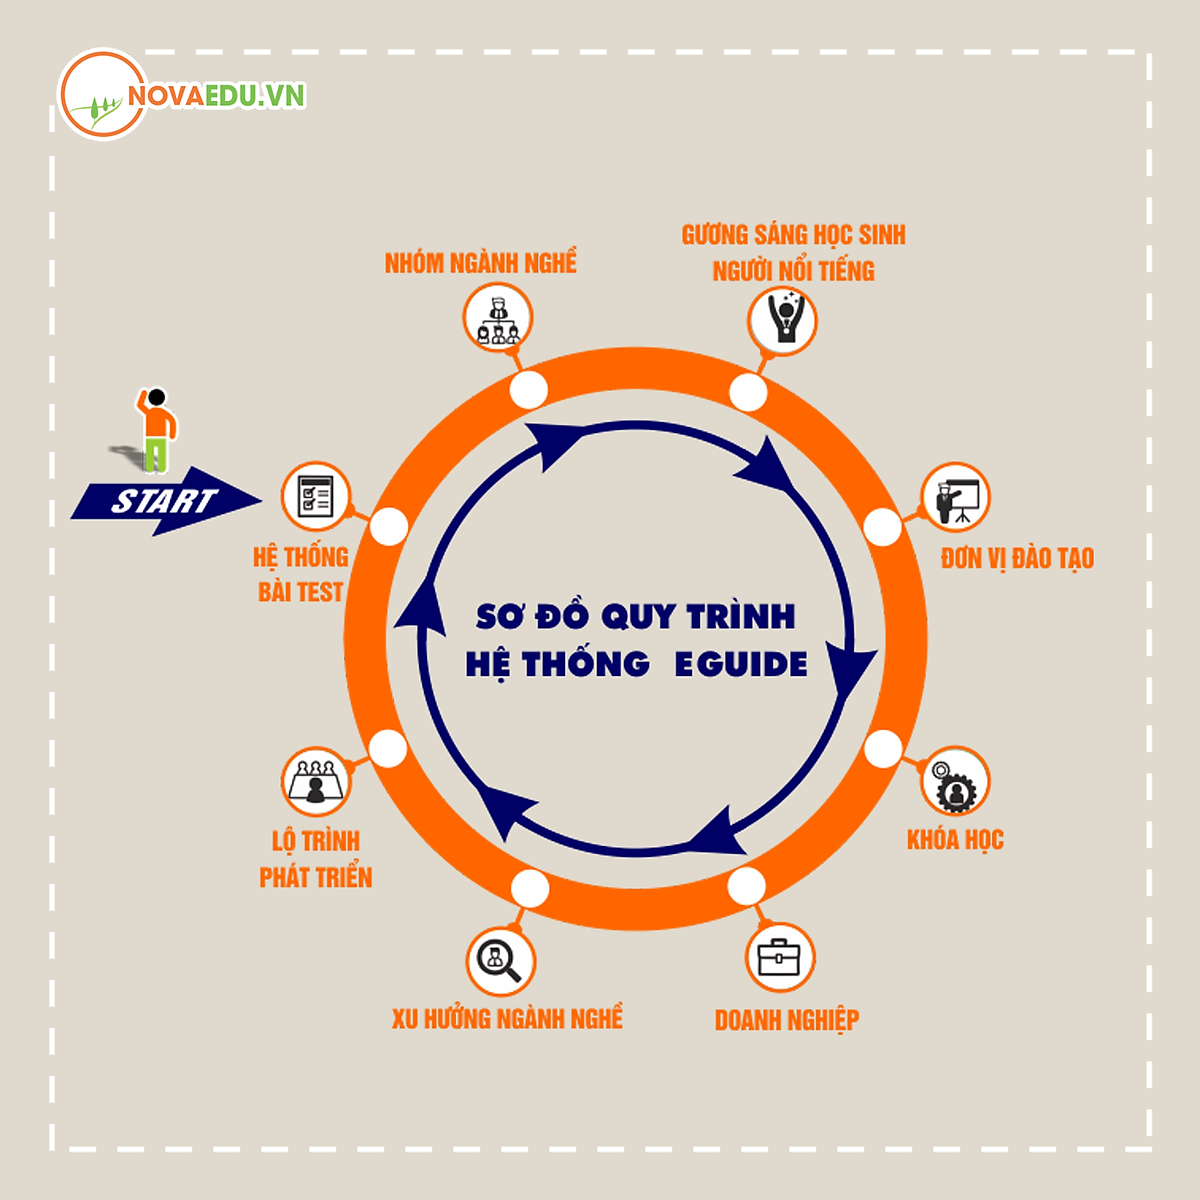 NOVAEDU.VN
GƯƠNG SÁNG HỌC SINH
NGƯỜI NỔI TIẾNG
NHÓM NGÀNH NGHỀ
START
HỆ THỐNG
BÀI TEST
ĐƠN VỊ ĐÀO TẠO
SƠ ĐỒ QUY TRÌNH
HỆ THỐNG EGUIDE
LỘ TRÌNH
PHÁT TRIỂN
KHÓA HỌC
XU HƯỞNG NGÀNH NGHỀ
DOANH NGHIỆP